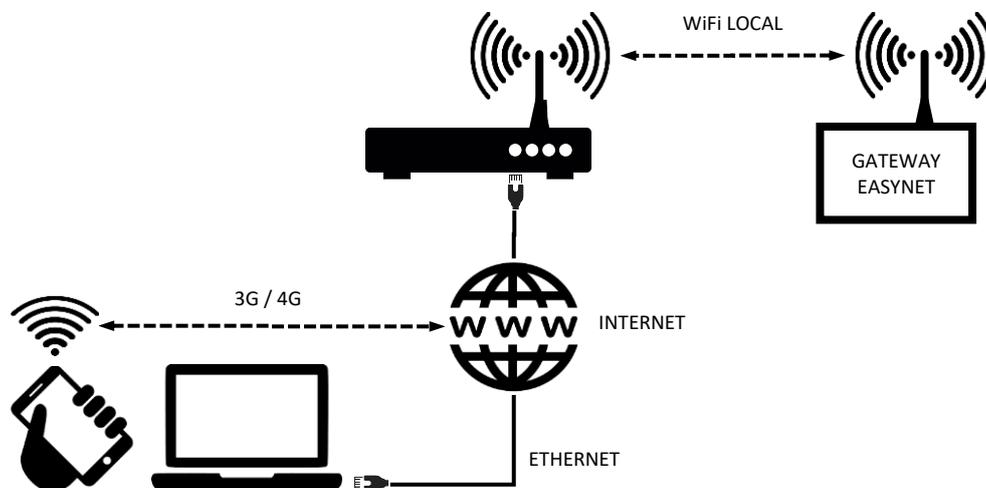 WiFi LOCAL
GATEWAY
EASYNET
3G / 4G
W W W
INTERNET
ETHERNET